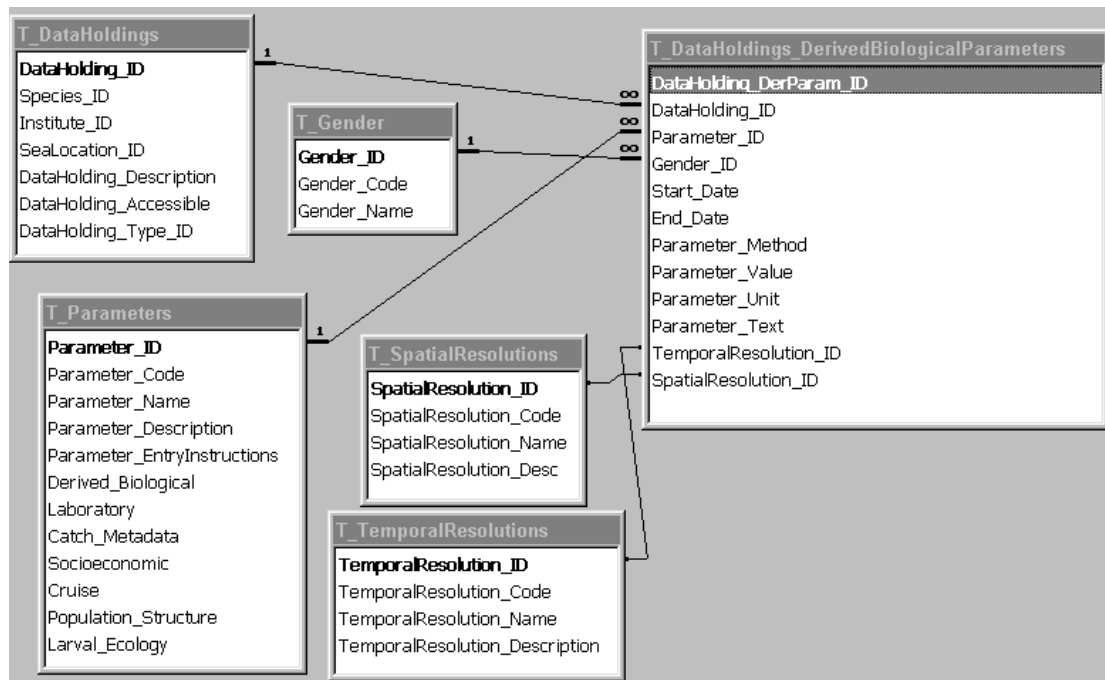 T_DataHoldings
DataHolding_ID
Species_ID
Institute_ID
SeaLocation_ID
DataHolding_Description
DataHolding_Accessible
DataHolding_Type_ID
1
T_Gender
Gender_ID
Gender_Code
Gender_Name
1
T_DataHoldings_DerivedBiologicalParameters
DataHolding_DerParam_ID
DataHolding_ID
Parameter_ID
Gender_ID
Start_Date
End_Date
Parameter_Method
Parameter_Value
Parameter_Unit
Parameter_Text
TemporalResolution_ID
SpatialResolution_ID
∞
∞
∞
T_Parameters
Parameter_ID
Parameter_Code
Parameter_Name
Parameter_Description
Parameter_EntryInstructions
Derived_Biological
Laboratory
Catch_Metadata
Socioeconomic
Cruise
Population_Structure
Larval_Ecology
1
T_SpatialResolutions
SpatialResolution_ID
SpatialResolution_Code
SpatialResolution_Name
SpatialResolution_Desc
T_TemporalResolutions
TemporalResolution_ID
TemporalResolution_Code
TemporalResolution_Name
TemporalResolution_Description